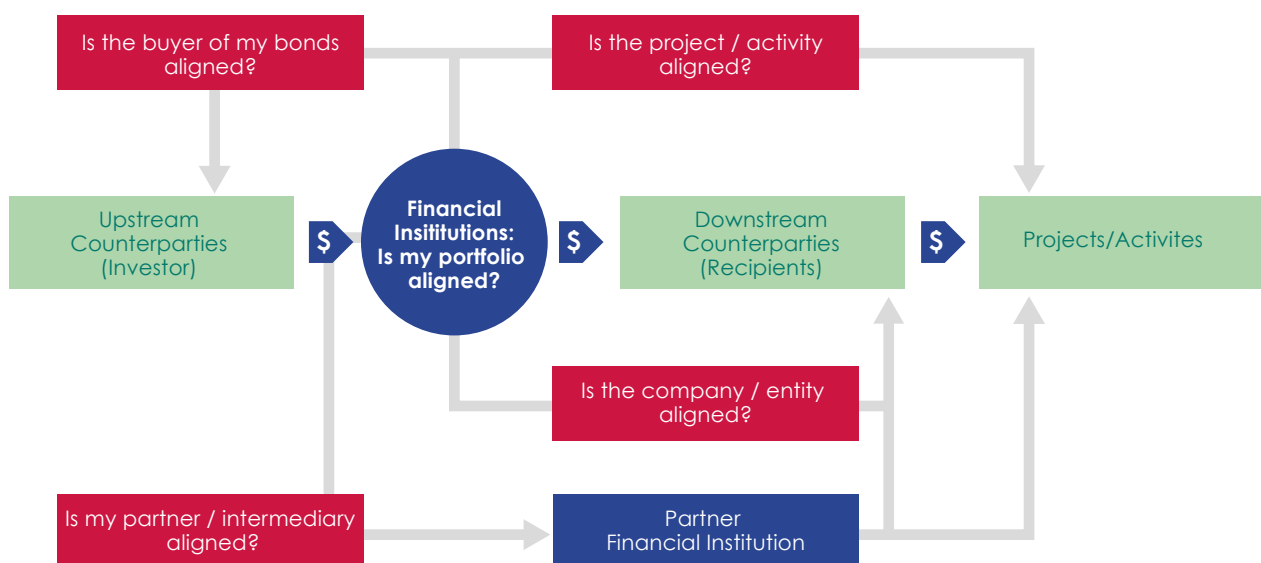 Is the buyer of my bonds
aligned?
Is the project / activity
aligned?
Upstream
Counterparties
(Investor)
$
Financial
Insititutions:
Is my portfolio
aligned?
$
Downstream
Counterparties
(Recipients)
$
Projects/Activites
Is the company / entity
aligned?
Is my partner / intermediary
aligned?
Partner
Financial Institution